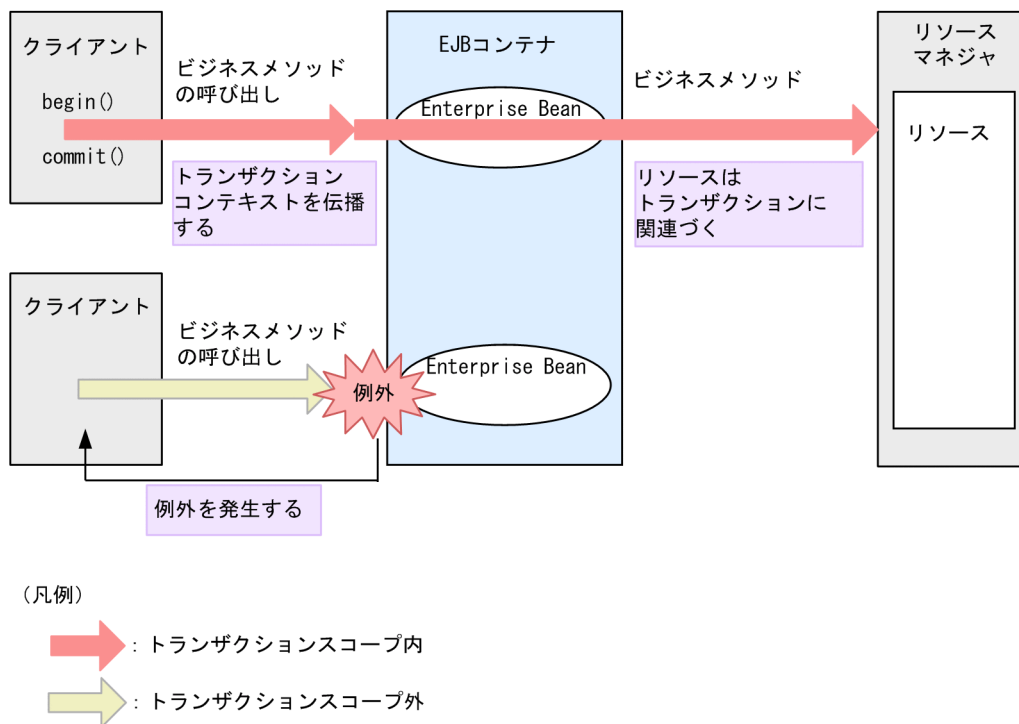 クライアント
begin()
commit()
ビジネスメソッド
の呼び出し
トランザクション
コンテキストを伝播
する
EJBコンテナ
Enterprise Bean
ビジネスメソッド
リソースは
トランザクションに
関連づく
リソース
マネジャ
リソース
クライアント
ビジネスメソッド
の呼び出し
例外
Enterprise Bean
例外を発生する
(凡例)
: トランザクションスコープ内
: トランザクションスコープ外